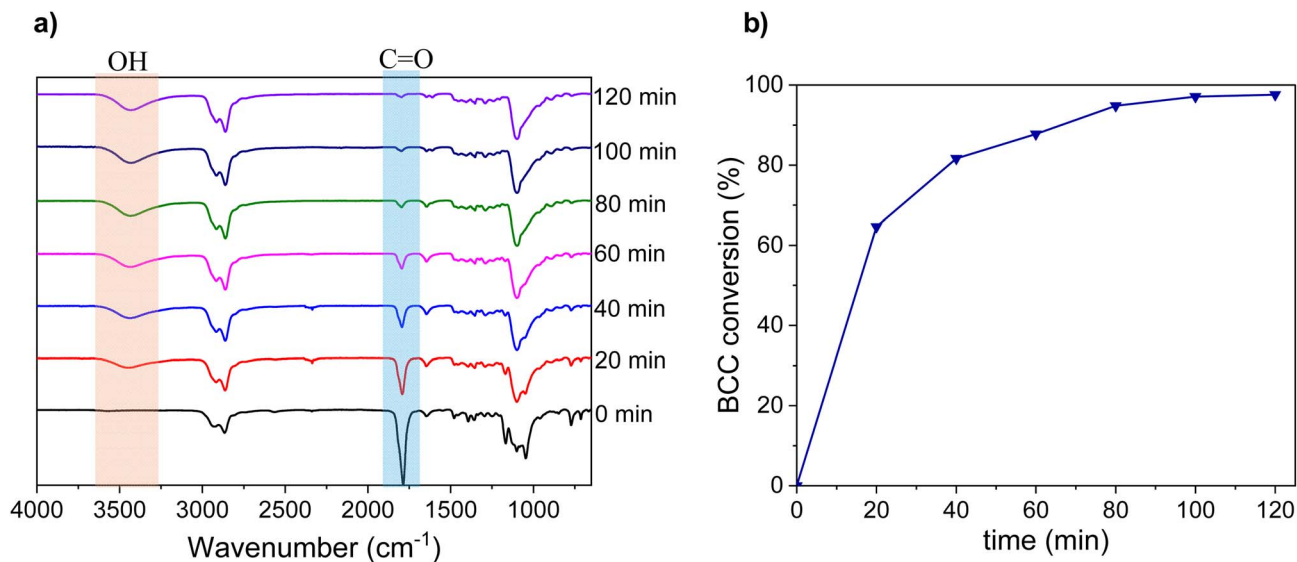 a)
OH
C=O
120 min
100 min
80 min
60 min
40 min
20 min
0 min
4000 3500 3000 2500 2000 1500 1000
Wavenumber (cm⁻¹)
b)
100
80
60
40
20
0
0 20 40 60 80 100 120
BCC conversion (%)
time (min)